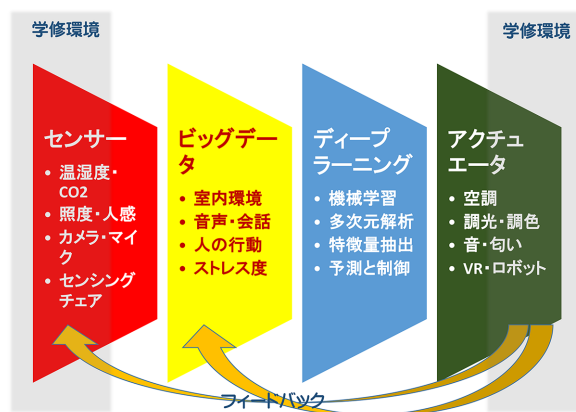 学修環境
学修環境
センサー
• 温湿度・
CO2
• 照度・人感
• カメラ・マイ
ク
• センシング
チェア
ビッグデー
タ
• 室内環境
• 音声・会話
• 人の行動
• ストレス度
ディープ
ラーニング
• 機械学習
• 多次元解析
• 特徴量抽出
• 予測と制御
アクチュ
エータ
• 空調
• 調光・調色
• 音・匂い
• VR・ロボット
フィードバック